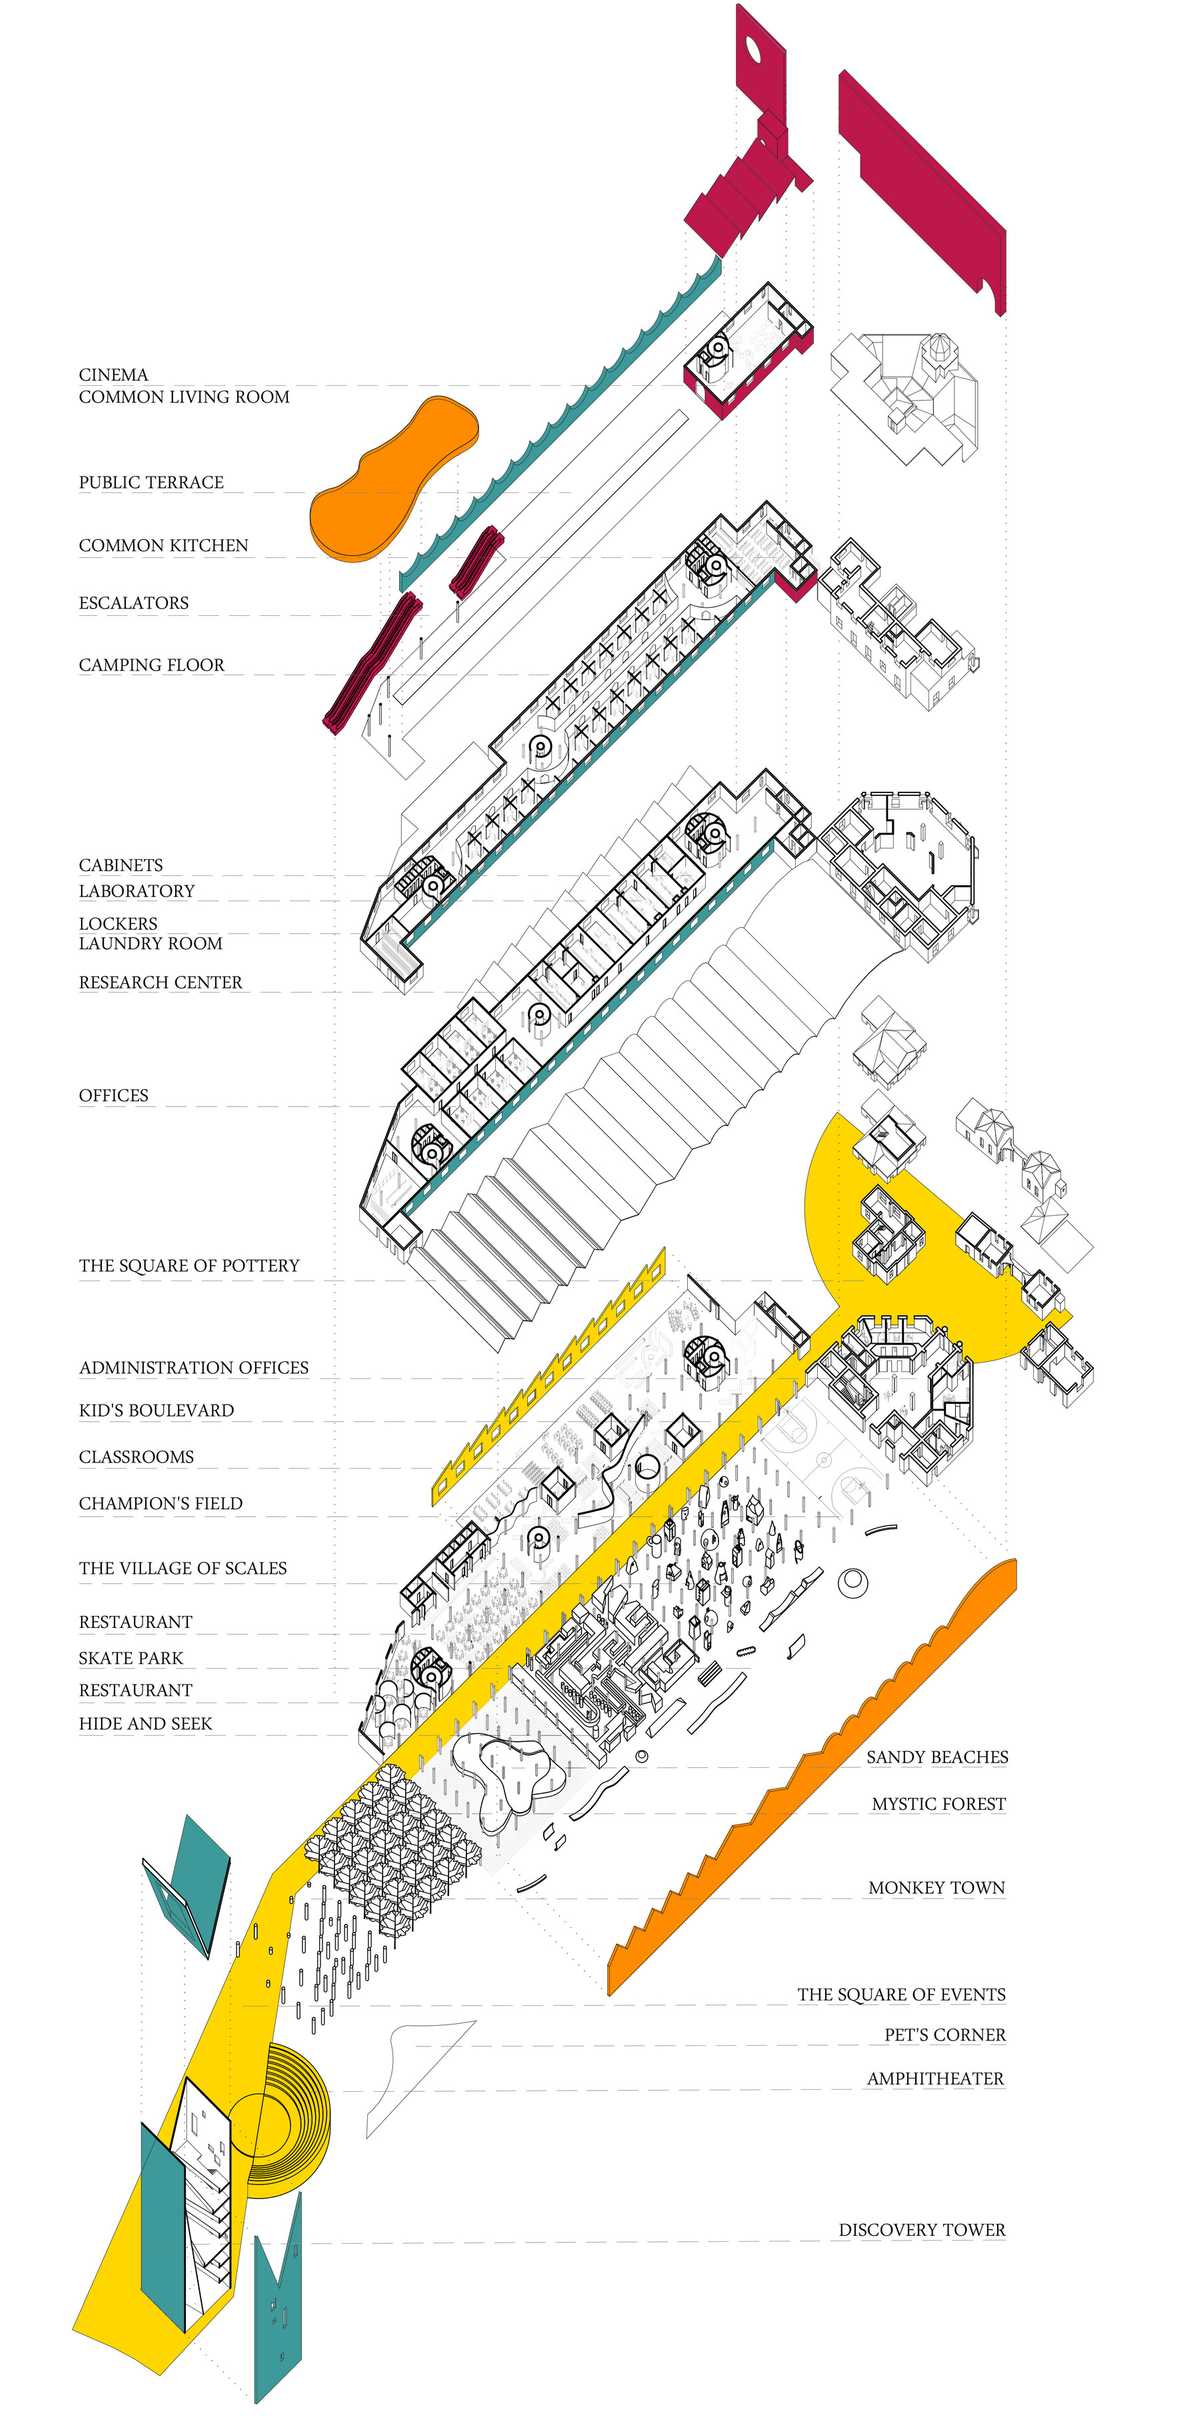 CINEMA
COMMON LIVING ROOM
PUBLIC TERRACE
COMMON KITCHEN
ESCALATORS
CAMPING FLOOR
CABINETS
LABORATORY
LOCKERS
LAUNDRY ROOM
RESEARCH CENTER
OFFICES
THE SQUARE OF POTTERY
ADMINISTRATION OFFICES
KID'S BOULEVARD
CLASSROOMS
CHAMPION'S FIELD
THE VILLAGE OF SCALES
RESTAURANT
SKATE PARK
RESTAURANT
HIDE AND SEEK
SANDY BEACHES
MYSTIC FOREST
MONKEY TOWN
THE SQUARE OF EVENTS
PET'S CORNER
AMPHITHEATER
DISCOVERY TOWER